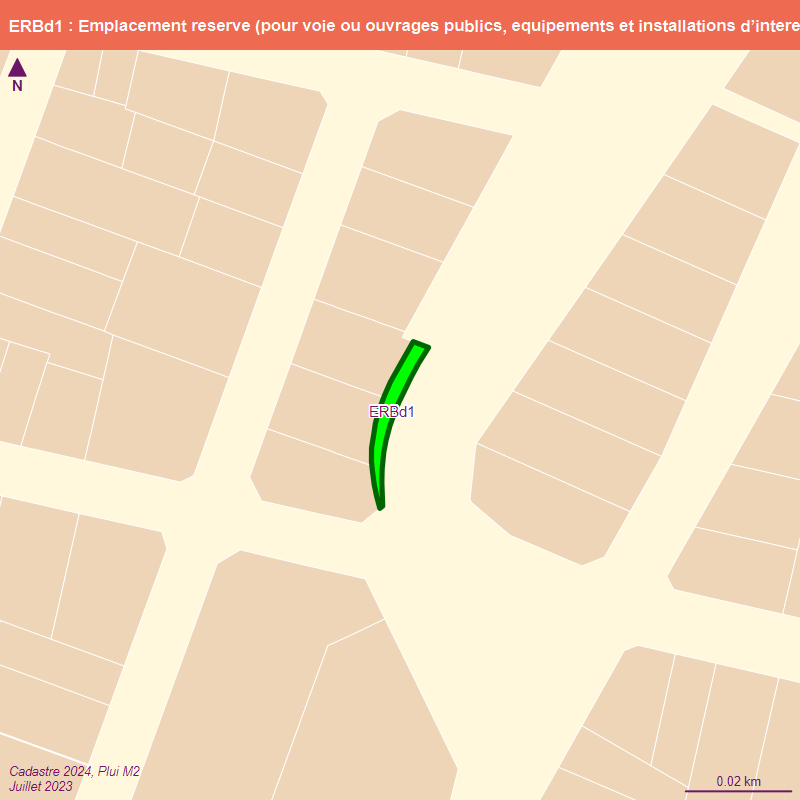 ERBd1 : Emplacement reserve (pour voie ou ouvrages publics, equipements et installations d’intere
N
ERBd1
Cadastre 2024, Plui M2
Juillet 2023
0.02 km